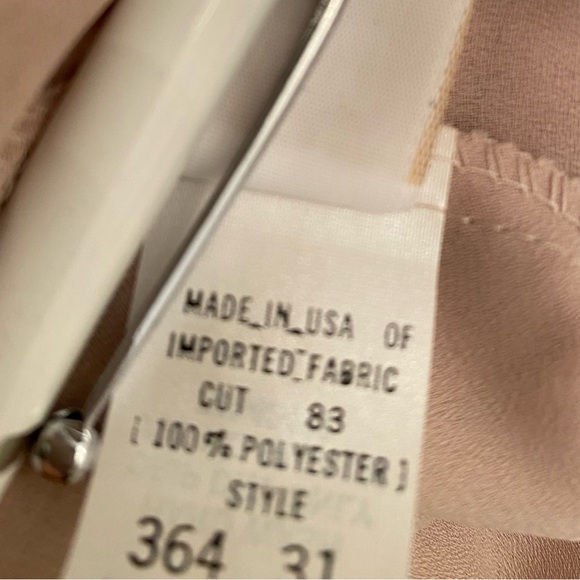 MADE_IN_USA OF
IMPORTED_FABRIC
CUT 83
[ 100% POLYESTER ]
STYLE
364 31